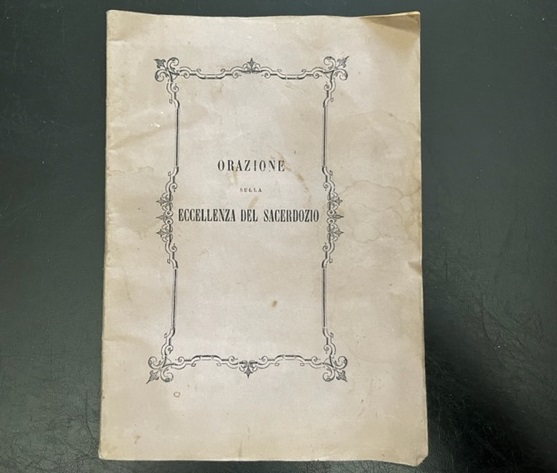 ORAZIONE
SULLA
ECCELLENZA DEL SACERDOZIO